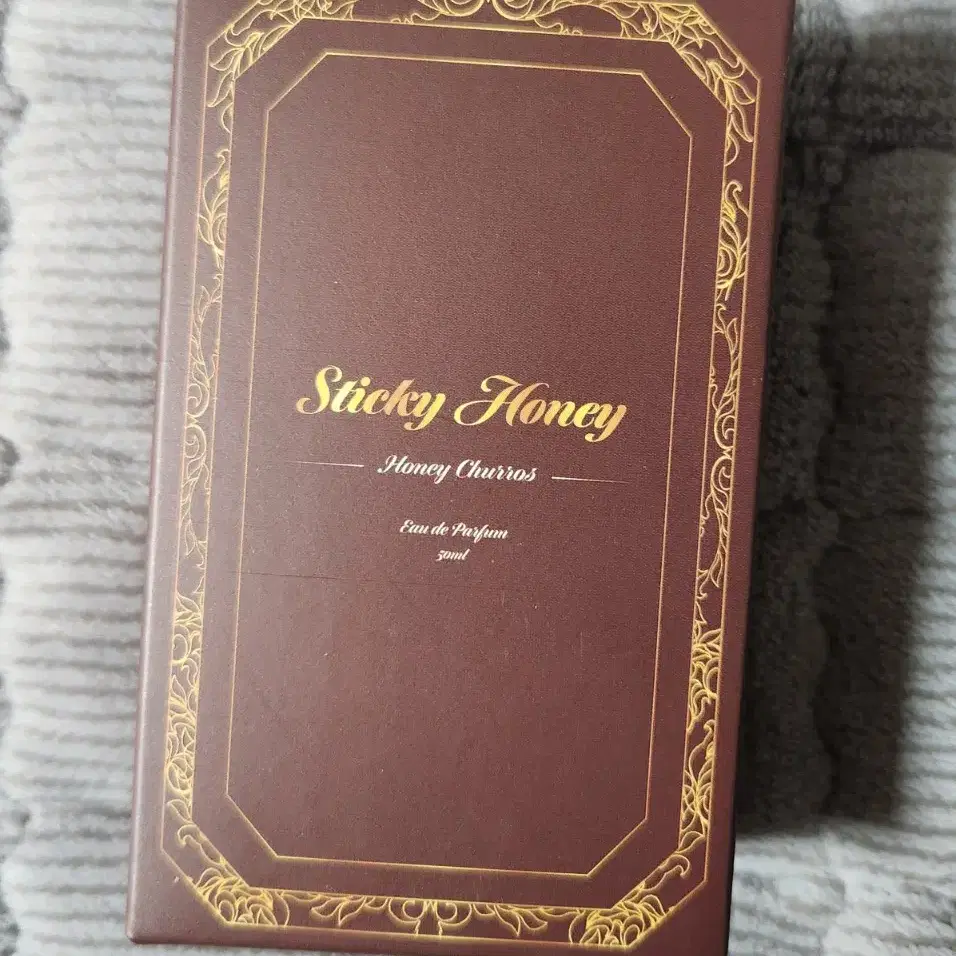 Sticky Honey
Honey Churros
Eau de Parfum
50ml